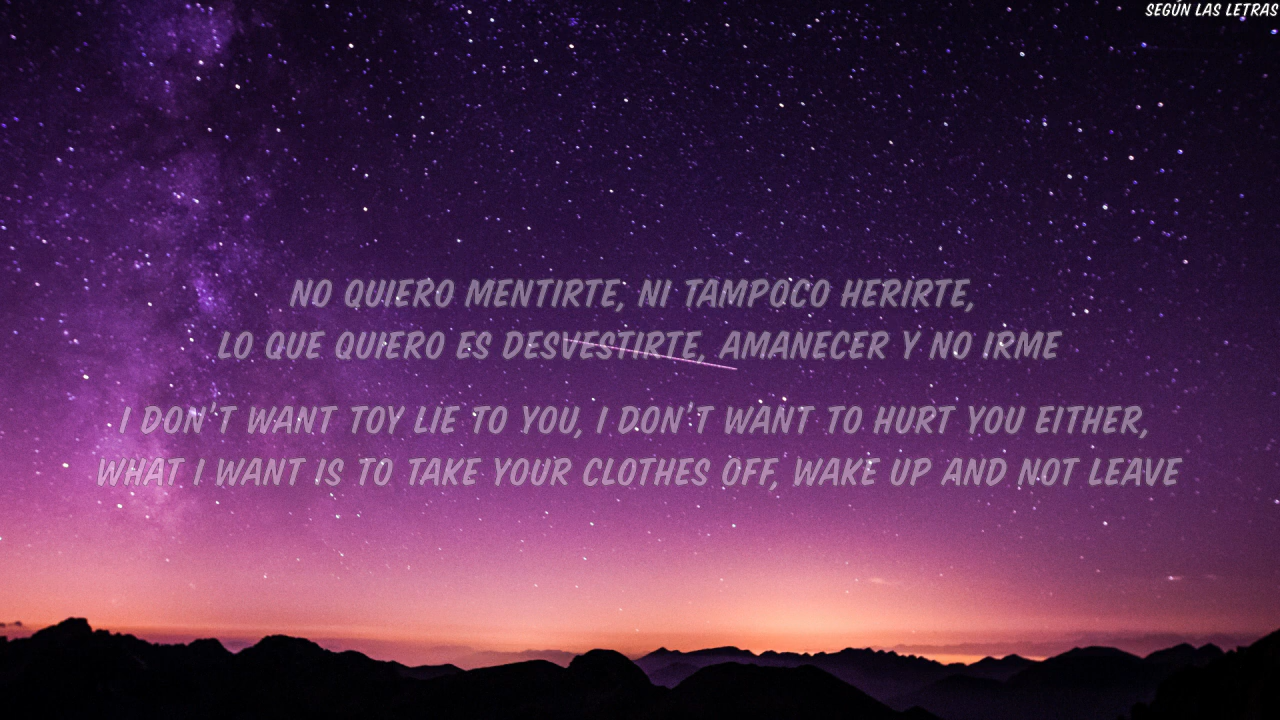 SEGÚN LAS LETRAS
NO QUIERO MENTIRTE, NI TAMPOCO HERIRTE,
LO QUE QUIERO ES DESVESTIRTE, AMANECER Y NO IRME
I DON'T WANT TOY LIE TO YOU, I DON'T WANT TO HURT YOU EITHER,
WHAT I WANT IS TO TAKE YOUR CLOTHES OFF, WAKE UP AND NOT LEAVE